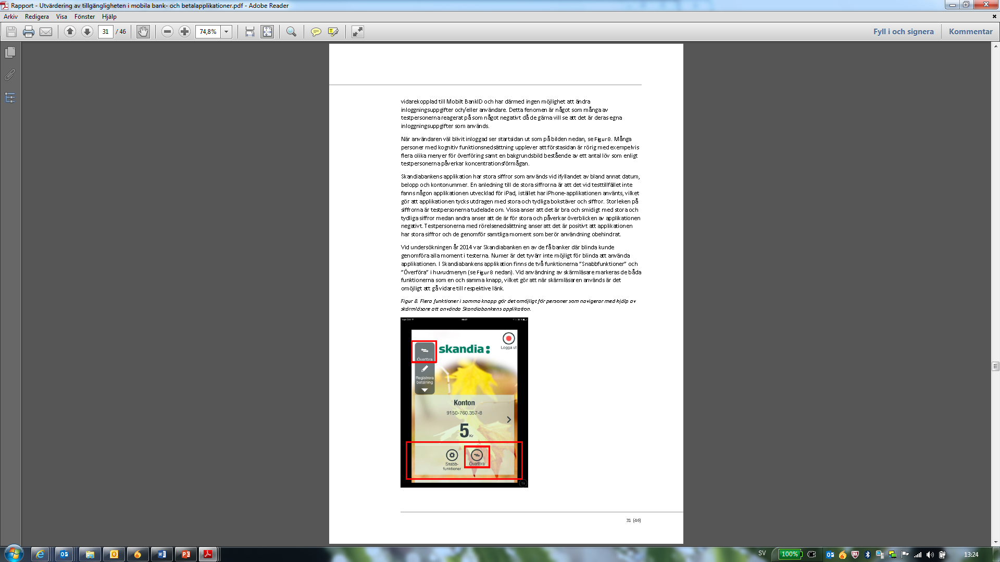 Rapport - Utvärdering av tillgängligheten i mobila bank- och betalapplikationer.pdf - Adobe Reader
Arkiv Redigera Visa Fönster Hjälp
31 / 46 74,8% Fyll i och signera Kommentar
vidarekopplad till Mobilt BankID och har därmed ingen möjlighet att ändra
inloggningsuppgifter och/eller användare. Detta fenomen är något som många av
testpersonerna reagerat på som något negativt då de gärna vill se att det är deras egna
inloggningsuppgifter som används.
När användaren väl blivit inloggad ser startsidan ut som på bilden nedan, se Figur 8. Många
personer med kognitiv funktionsnedsättning upplever att förstasidan är rörig med exempelvis
flera olika menyer för överföring samt en bakgrundsbild bestående av ett antal löv som enligt
testpersonerna påverkar koncentrationsförmågan.
Skandiabankens applikation har stora siffror som används vid ifyllandet av bland annat datum,
belopp och kontonummer. En anledning till de stora siffrorna är att det vid testtillfället inte
fanns någon applikationen utvecklad för iPad, istället har iPhone-applikationen använts, vilket
gör att applikationen tycks utdragen med stora och tydliga bokstäver och siffror. Storleken på
siffrorna är testpersonerna tudelade om. Vissa anser att det är bra och smidigt med stora och
tydliga siffror medan andra anser att de är för stora och påverkar överblicken av applikationen
negativt. Testpersonerna med rörelsenedsättning anser att det är positivt att applikationen
har stora siffror och de genomför samtliga moment som berör användning obehindrat.
Vid undersökningen år 2014 var Skandiabanken en av de få banker där blinda kunde
genomföra alla moment i testerna. Numer är det tyvärr inte möjligt för blinda att använda
applikationen. I Skandiabankens applikation finns de två funktionerna ”Snabbfunktioner” och
”Överföra” i huvudmenyn (se Figur 8 nedan). Vid användning av skärmläsare markeras de båda
funktionerna som en och samma knapp, vilket gör att när skärmläsaren används är det
omöjligt att gå vidare till respektive länk.
Figur 8. Flera funktioner i samma knapp gör det omöjligt för personer som navigerar med hjälp av
skärmläsare att använda Skandiabankens applikation.
Logga ut
skandia:
Överföra
Registrera
betalning
Konton
9150-760.357-8
5 Kr
Snabb-
funktioner
Överföra
31 (46)
SV 100% 13:24